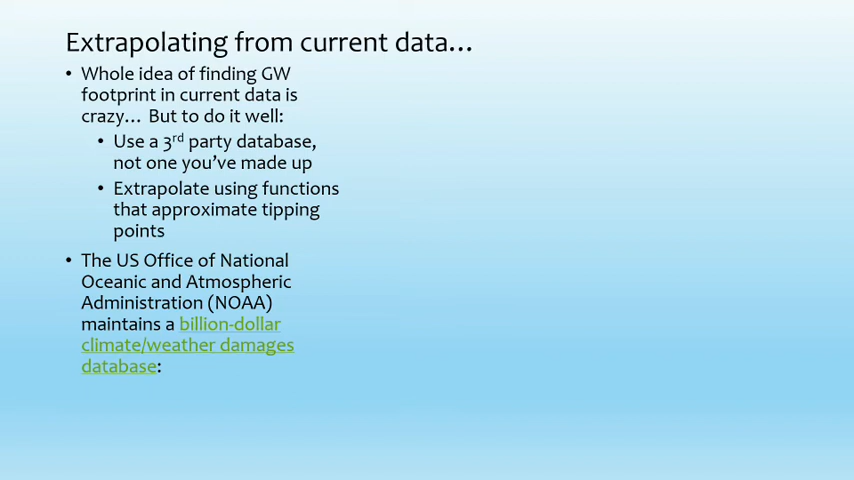 Extrapolating from current data…
• Whole idea of finding GW
footprint in current data is
crazy… But to do it well:
• Use a 3rd party database,
not one you’ve made up
• Extrapolate using functions
that approximate tipping
points
• The US Office of National
Oceanic and Atmospheric
Administration (NOAA)
maintains a billion-dollar
climate/weather damages
database: